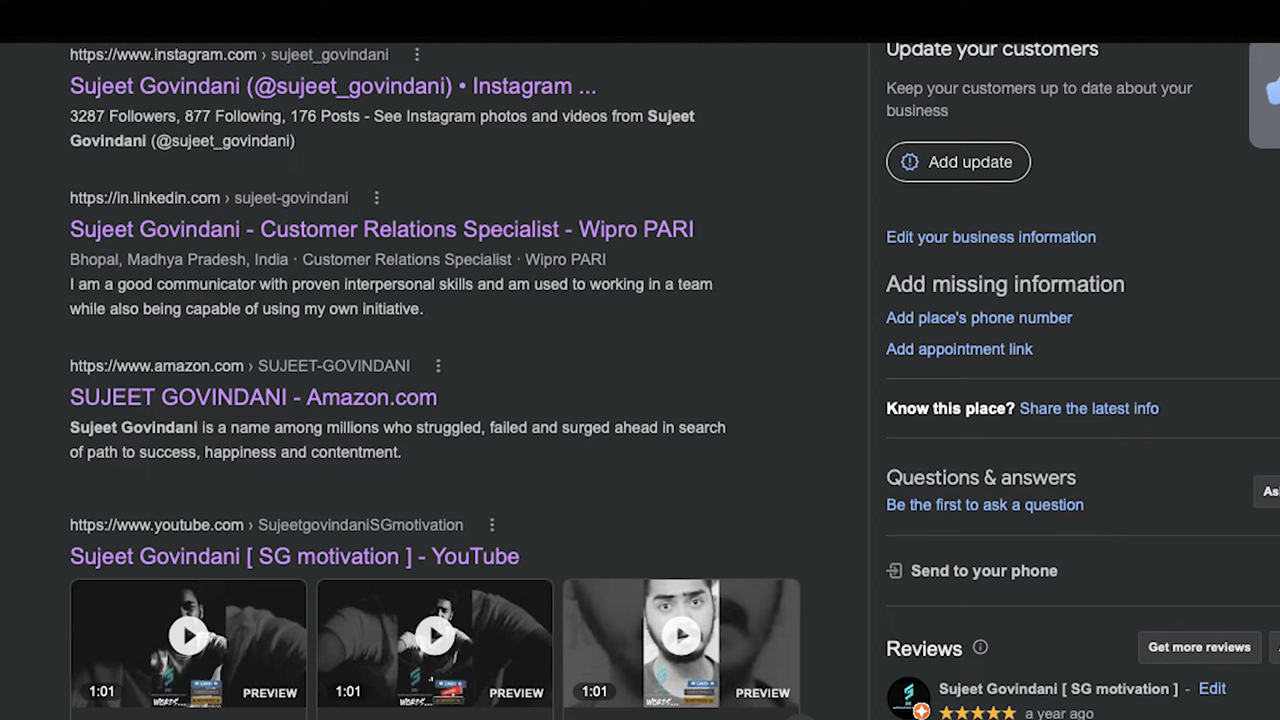 https://www.instagram.com › sujeet_govindani
Sujeet Govindani (@sujeet_govindani) • Instagram ...
3287 Followers, 877 Following, 176 Posts - See Instagram photos and videos from Sujeet
Govindani (@sujeet_govindani)
https://in.linkedin.com › sujeet-govindani
Sujeet Govindani - Customer Relations Specialist - Wipro PARI
Bhopal, Madhya Pradesh, India · Customer Relations Specialist · Wipro PARI
I am a good communicator with proven interpersonal skills and am used to working in a team
while also being capable of using my own initiative.
https://www.amazon.com › SUJEET-GOVINDANI
SUJEET GOVINDANI - Amazon.com
Sujeet Govindani is a name among millions who struggled, failed and surged ahead in search
of path to success, happiness and contentment.
https://www.youtube.com › SujeetgovindaniSGmotivation
Sujeet Govindani [ SG motivation ] - YouTube
1:01 WORDS... PREVIEW
1:01 WORDS... PREVIEW
1:01 WORDS... PREVIEW
Update your customers
Keep your customers up to date about your
business
Add update
Edit your business information
Add missing information
Add place's phone number
Add appointment link
Know this place? Share the latest info
Questions & answers
As
Be the first to ask a question
Send to your phone
Reviews
Get more reviews
Sujeet Govindani [ SG motivation ] - Edit
a year ago